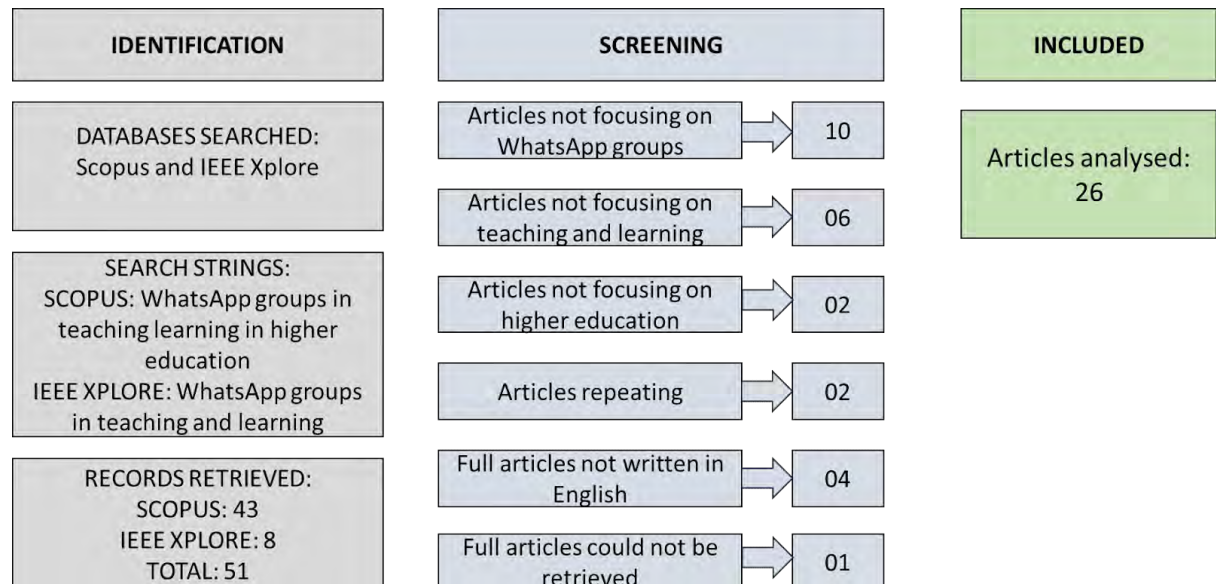 IDENTIFICATION
DATABASES SEARCHED:
Scopus and IEEE Xplore
SEARCH STRINGS:
SCOPUS: WhatsApp groups in
teaching learning in higher
education
IEEE XPLORE: WhatsApp groups
in teaching and learning
RECORDS RETRIEVED:
SCOPUS: 43
IEEE XPLORE: 8
TOTAL: 51
SCREENING
Articles not focusing on
WhatsApp groups
10
Articles not focusing on
teaching and learning
06
Articles not focusing on
higher education
02
Articles repeating
02
Full articles not written in
English
04
Full articles could not be
retrieved
01
INCLUDED
Articles analysed:
26